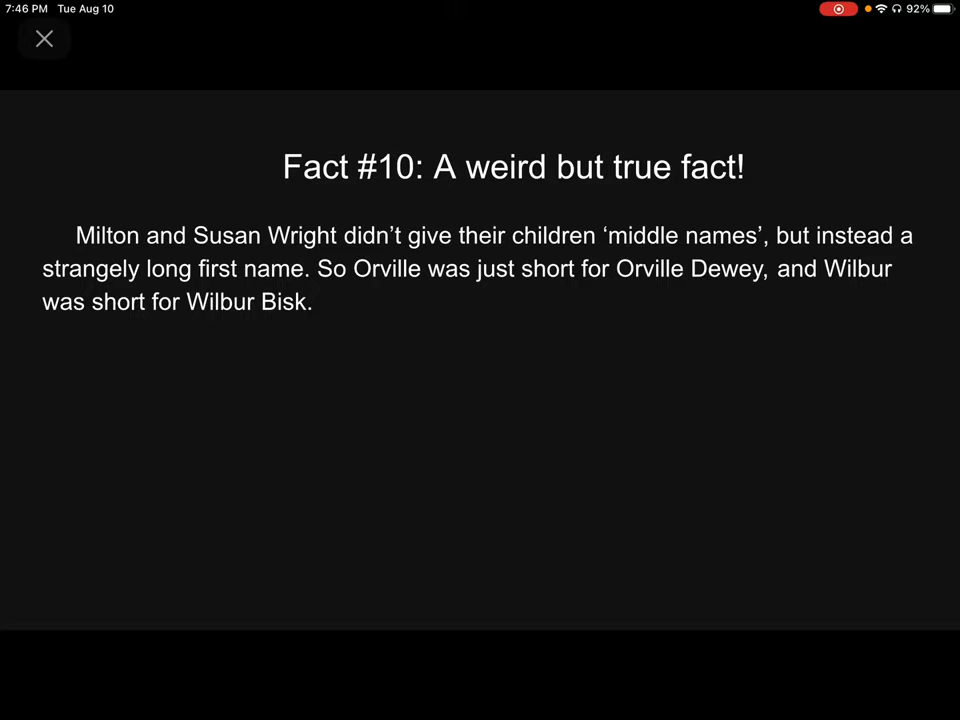 7:46 PM Tue Aug 10
92%
Fact #10: A weird but true fact!
Milton and Susan Wright didn’t give their children ‘middle names’, but instead a
strangely long first name. So Orville was just short for Orville Dewey, and Wilbur
was short for Wilbur Bisk.